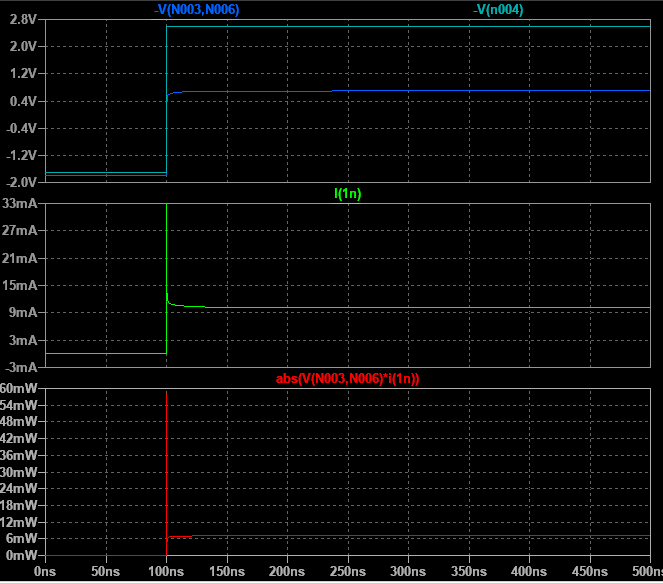 -V(N003,N006) -V(n004)
2.8V
2.0V
1.2V
0.4V
-0.4V
-1.2V
-2.0V
I(1n)
33mA
27mA
21mA
15mA
9mA
3mA
-3mA
abs(V(N003,N006)*i(1n))
60mW
54mW
48mW
42mW
36mW
30mW
24mW
18mW
12mW
6mW
0mW
0ns 50ns 100ns 150ns 200ns 250ns 300ns 350ns 400ns 450ns 500ns